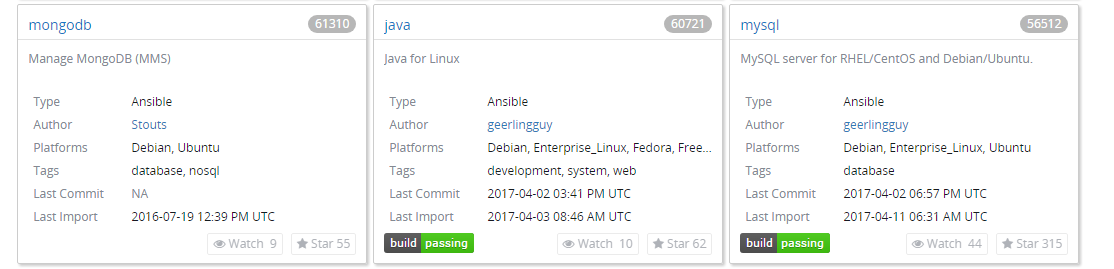 mongodb 61310
Manage MongoDB (MMS)
Type Ansible
Author Stouts
Platforms Debian, Ubuntu
Tags database, nosql
Last Commit NA
Last Import 2016-07-19 12:39 PM UTC
Watch 9 Star 55
java 60721
Java for Linux
Type Ansible
Author geerlingguy
Platforms Debian, Enterprise_Linux, Fedora, Free...
Tags development, system, web
Last Commit 2017-04-02 03:41 PM UTC
Last Import 2017-04-03 08:46 AM UTC
build passing Watch 10 Star 62
mysql 56512
MySQL server for RHEL/CentOS and Debian/Ubuntu.
Type Ansible
Author geerlingguy
Platforms Debian, Enterprise_Linux, Ubuntu
Tags database
Last Commit 2017-04-02 06:57 PM UTC
Last Import 2017-04-11 06:31 AM UTC
build passing Watch 44 Star 315